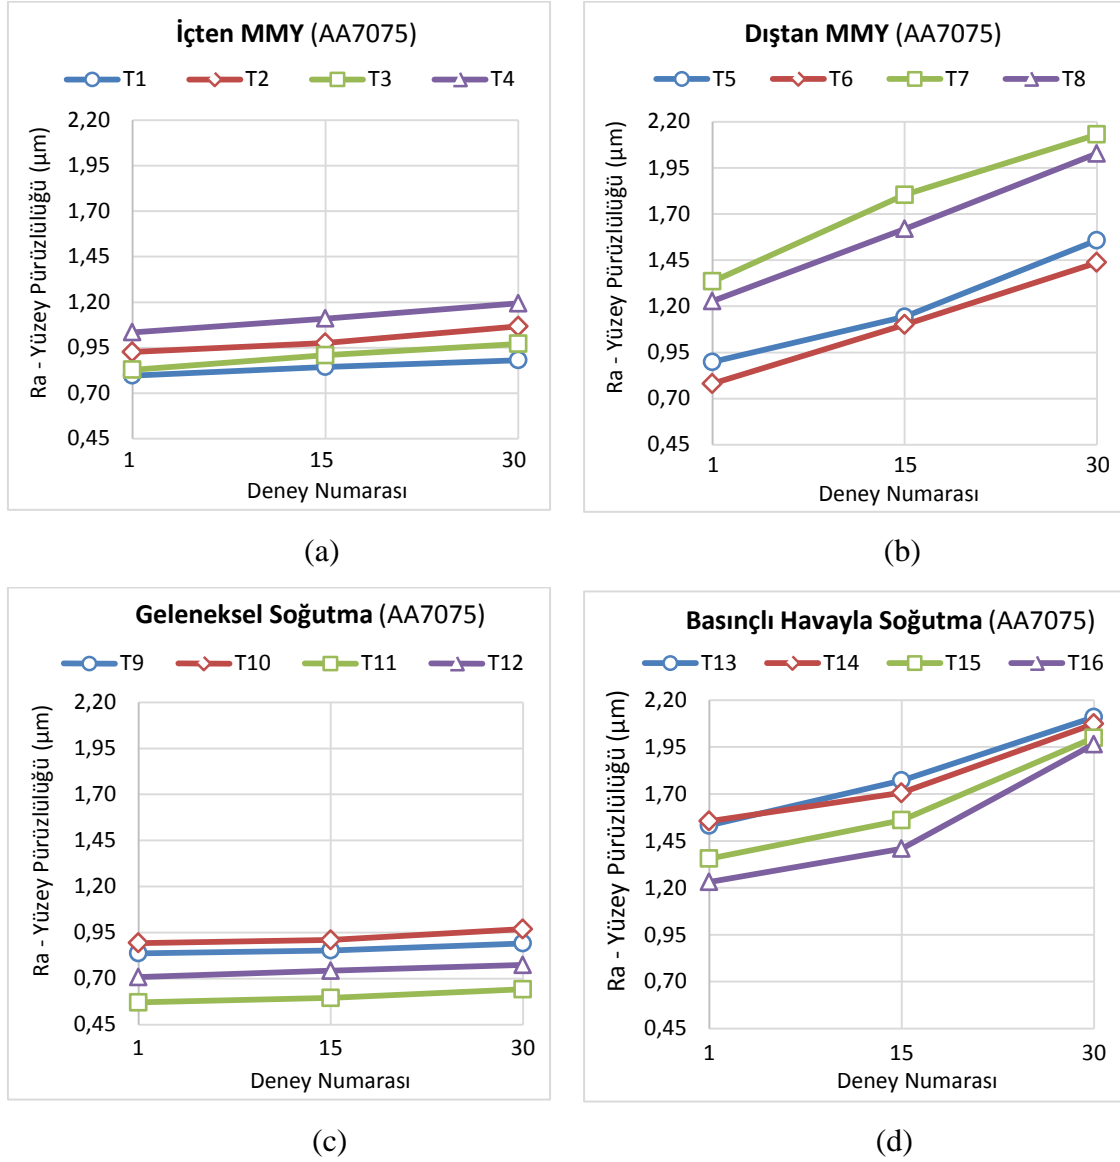 İçten MMY (AA7075)
T1 T2 T3 T4
Ra - Yüzey Pürüzlülüğü (µm)
2,20
1,95
1,70
1,45
1,20
0,95
0,70
0,45
1 15 30
Deney Numarası
(a)
Dıştan MMY (AA7075)
T5 T6 T7 T8
Ra - Yüzey Pürüzlülüğü (µm)
2,20
1,95
1,70
1,45
1,20
0,95
0,70
0,45
1 15 30
Deney Numarası
(b)
Geleneksel Soğutma (AA7075)
T9 T10 T11 T12
Ra - Yüzey Pürüzlülüğü (µm)
2,20
1,95
1,70
1,45
1,20
0,95
0,70
0,45
1 15 30
Deney Numarası
(c)
Basınçlı Havayla Soğutma (AA7075)
T13 T14 T15 T16
Ra - Yüzey Pürüzlülüğü (µm)
2,20
1,95
1,70
1,45
1,20
0,95
0,70
0,45
1 15 30
Deney Numarası
(d)